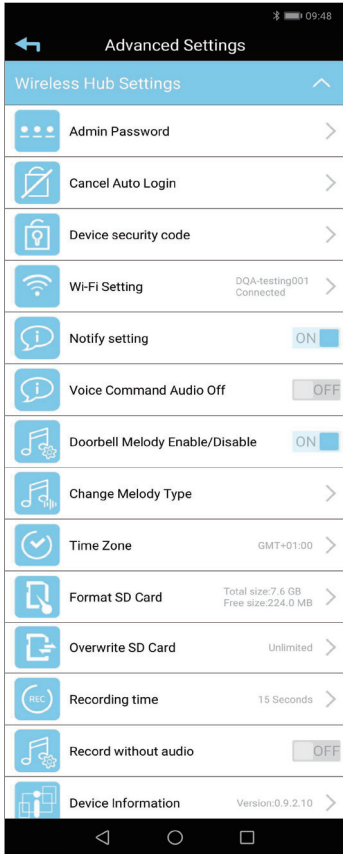 09:48
Advanced Settings
Wireless Hub Settings
Admin Password
Cancel Auto Login
Device security code
Wi-Fi Setting
DQA-testing001
Connected
Notify setting
ON
Voice Command Audio Off
OFF
Doorbell Melody Enable/Disable
ON
Change Melody Type
Time Zone
GMT+01:00
Format SD Card
Total size:7.6 GB
Free size:224.0 MB
Overwrite SD Card
Unlimited
REC
Recording time
15 Seconds
Record without audio
OFF
Device Information
Version:0.9.2.10